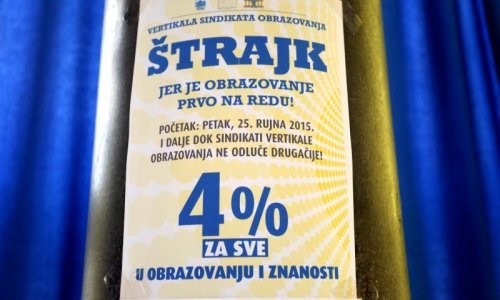 VERTIKALA SINDIKATA OBRAZOVANJA
ŠTRAJK
JER JE OBRAZOVANJE
PRVO NA REDU!
POČETAK: PETAK, 25. RUJNA 2015.
I DALJE DOK SINDIKATI VERTIKALE
OBRAZOVANJA NE ODLUČE DRUGAČIJE!
4%
ZA SVE
U OBRAZOVANJU I ZNANOSTI